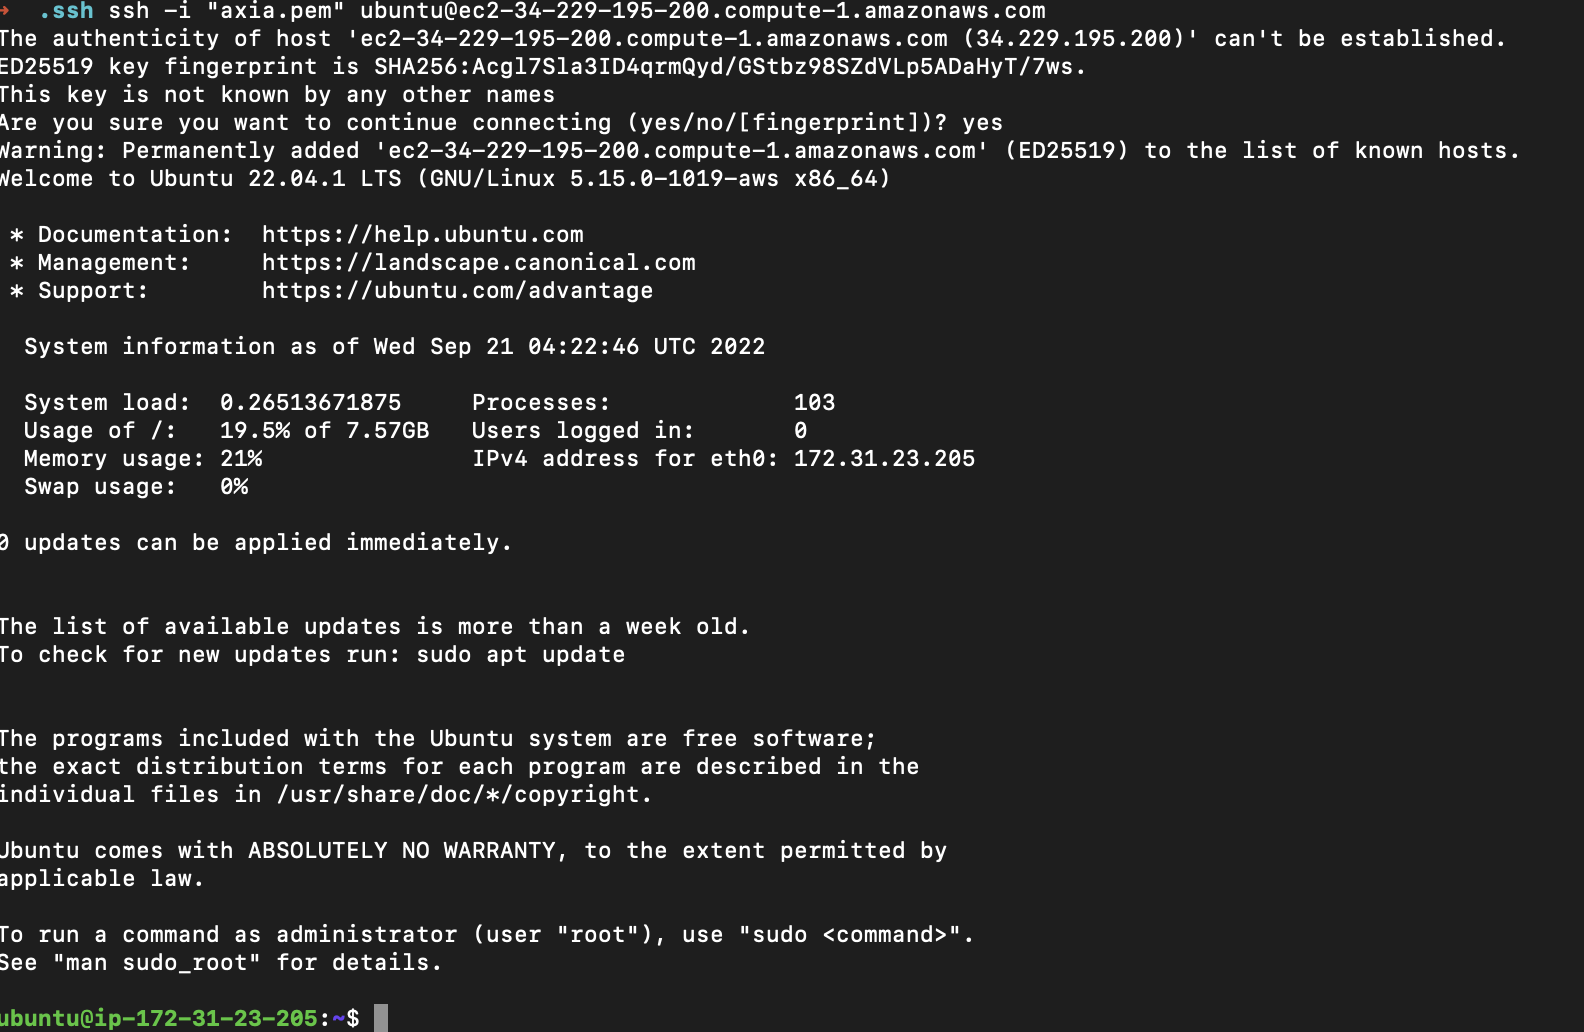 ➜ .ssh ssh -i "axia.pem" ubuntu@ec2-34-229-195-200.compute-1.amazonaws.com
The authenticity of host 'ec2-34-229-195-200.compute-1.amazonaws.com (34.229.195.200)' can't be established.
ED25519 key fingerprint is SHA256:Acgl7Sla3ID4qrmQyd/GStbz98SZdVLp5ADaHyT/7ws.
This key is not known by any other names
Are you sure you want to continue connecting (yes/no/[fingerprint])? yes
Warning: Permanently added 'ec2-34-229-195-200.compute-1.amazonaws.com' (ED25519) to the list of known hosts.
Welcome to Ubuntu 22.04.1 LTS (GNU/Linux 5.15.0-1019-aws x86_64)

 * Documentation:  https://help.ubuntu.com
 * Management:     https://landscape.canonical.com
 * Support:        https://ubuntu.com/advantage

  System information as of Wed Sep 21 04:22:46 UTC 2022

  System load:  0.26513671875     Processes:             103
  Usage of /:   19.5% of 7.57GB   Users logged in:       0
  Memory usage: 21%               IPv4 address for eth0: 172.31.23.205
  Swap usage:   0%

0 updates can be applied immediately.

The list of available updates is more than a week old.
To check for new updates run: sudo apt update

The programs included with the Ubuntu system are free software;
the exact distribution terms for each program are described in the
individual files in /usr/share/doc/*/copyright.

Ubuntu comes with ABSOLUTELY NO WARRANTY, to the extent permitted by
applicable law.

To run a command as administrator (user "root"), use "sudo <command>".
See "man sudo_root" for details.

ubuntu@ip-172-31-23-205:~$